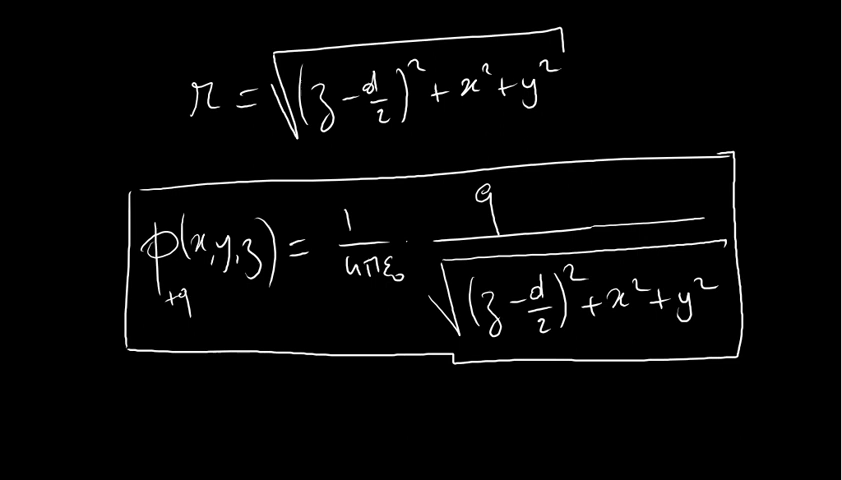 r = √((z - d/2)² + x² + y²)
φ₊q(x, y, z) = 1/(4πε₀) · q/√((z - d/2)² + x² + y²)